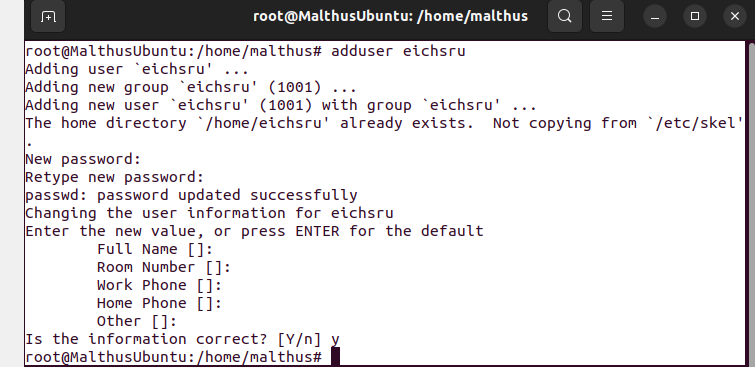 root@MalthusUbuntu: /home/malthus
root@MalthusUbuntu:/home/malthus# adduser eichsru
Adding user `eichsru' ...
Adding new group `eichsru' (1001) ...
Adding new user `eichsru' (1001) with group `eichsru' ...
The home directory `/home/eichsru' already exists.  Not copying from `/etc/skel'
.
New password:
Retype new password:
passwd: password updated successfully
Changing the user information for eichsru
Enter the new value, or press ENTER for the default
        Full Name []:
        Room Number []:
        Work Phone []:
        Home Phone []:
        Other []:
Is the information correct? [Y/n] y
root@MalthusUbuntu:/home/malthus#